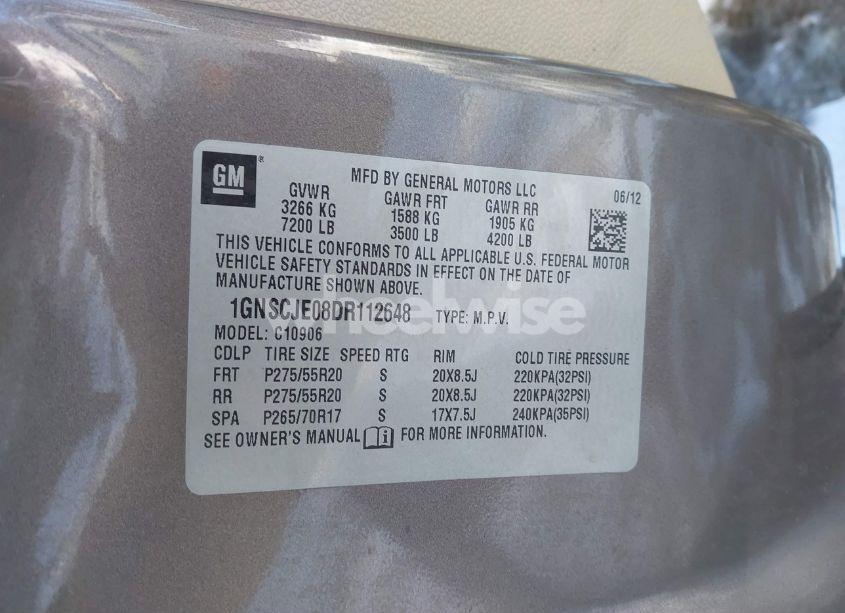 GM ®
MFD BY GENERAL MOTORS LLC
06/12
GVWR GAWR FRT GAWR RR
3266 KG 1588 KG 1905 KG
7200 LB 3500 LB 4200 LB
THIS VEHICLE CONFORMS TO ALL APPLICABLE U.S. FEDERAL MOTOR
VEHICLE SAFETY STANDARDS IN EFFECT ON THE DATE OF
MANUFACTURE SHOWN ABOVE.
1GNSCJE08DR112648 TYPE: M.P.V.
wheelwise
MODEL: C10906
CDLP TIRE SIZE SPEED RTG RIM COLD TIRE PRESSURE
FRT P275/55R20 S 20X8.5J 220KPA(32PSI)
RR P275/55R20 S 20X8.5J 220KPA(32PSI)
SPA P265/70R17 S 17X7.5J 240KPA(35PSI)
SEE OWNER'S MANUAL i FOR MORE INFORMATION.